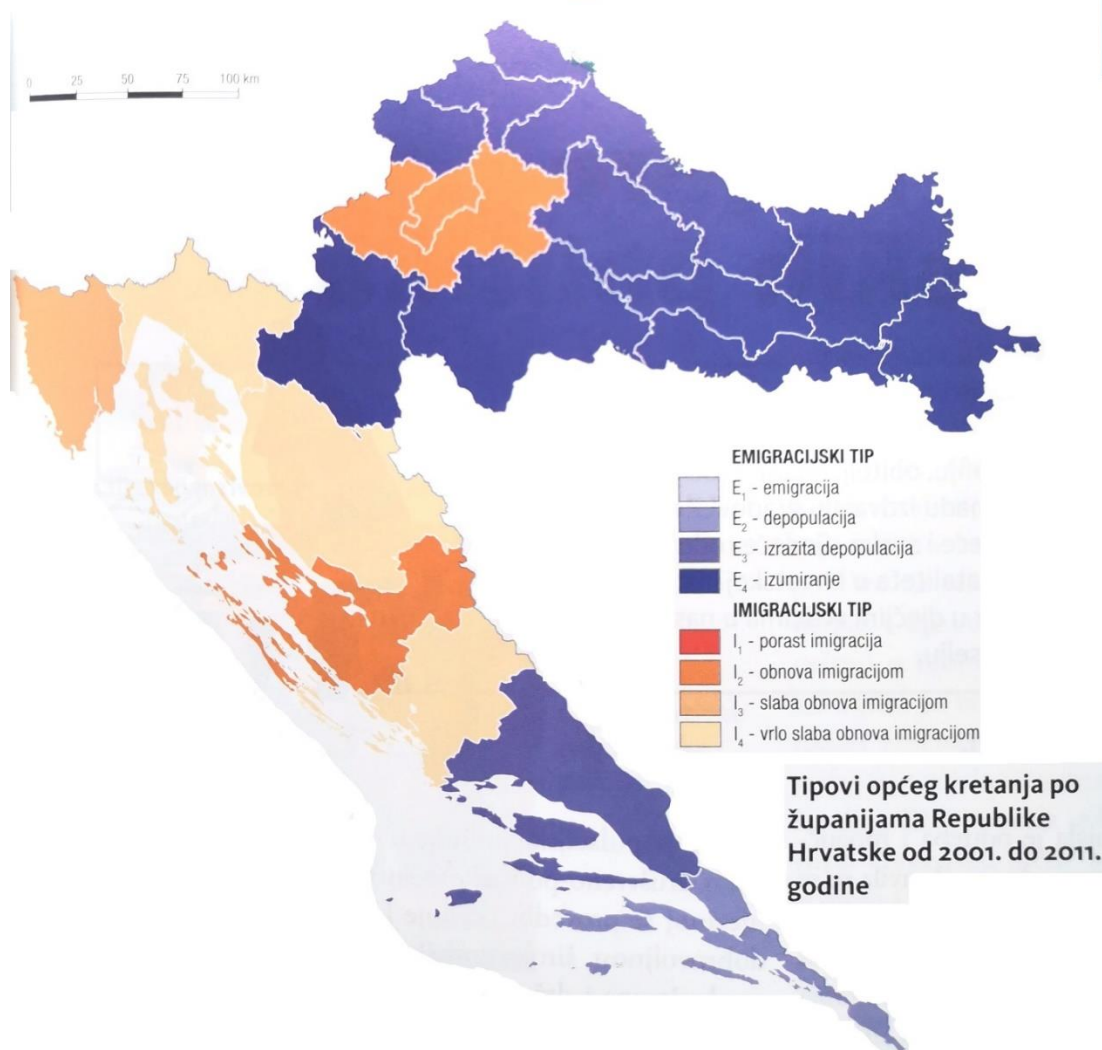 0 25 50 75 100 km
EMIGRACIJSKI TIP
E1 - emigracija
E2 - depopulacija
E3 - izrazita depopulacija
E4 - izumiranje
IMIGRACIJSKI TIP
I1 - porast imigracija
I2 - obnova imigracijom
I3 - slaba obnova imigracijom
I4 - vrlo slaba obnova imigracijom
Tipovi općeg kretanja po
županijama Republike
Hrvatske od 2001. do 2011.
godine